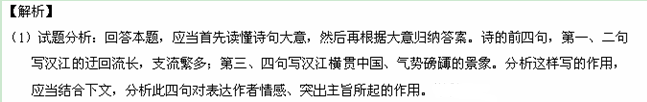 【解析】
（1）试题分析：回答本题，应当首先读懂诗句大意，然后再根据大意归纳答案。诗的前四句，第一、二句
写汉江的迂回流长，支流繁多；第三、四句写汉江横贯中国、气势磅礴的景象。分析这样写的作用，
应当结合下文，分析此四句对表达作者情感、突出主旨所起的作用。